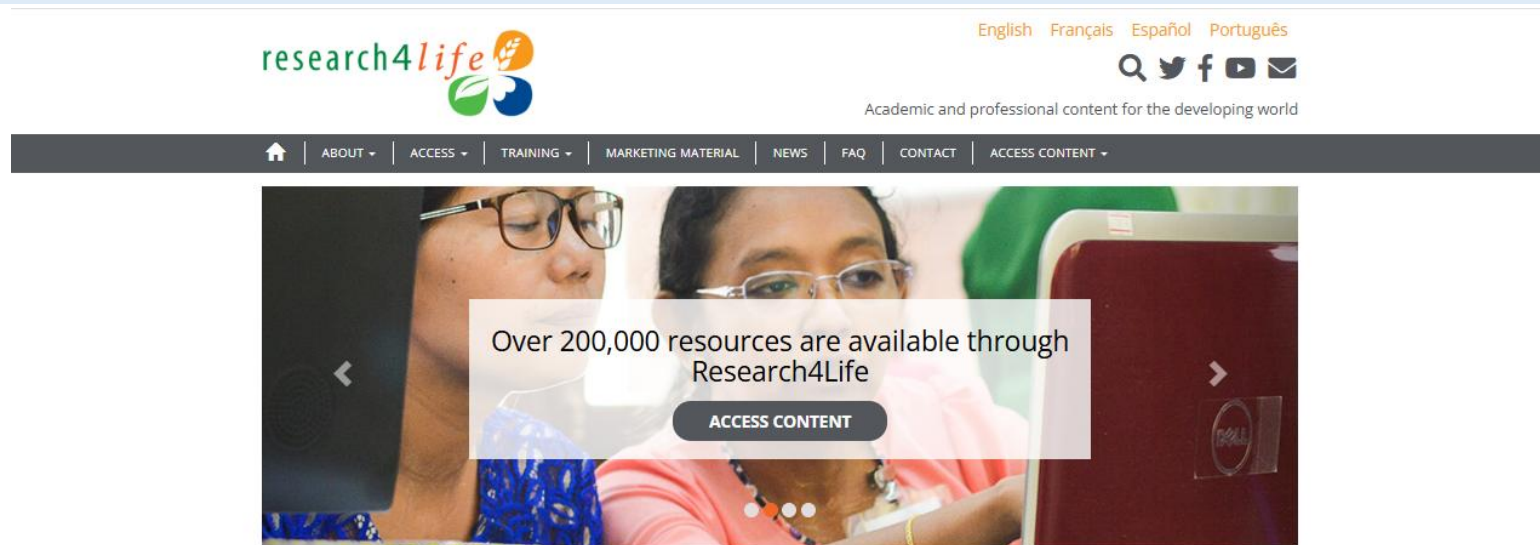 English Français Español Português
research4life
Academic and professional content for the developing world
ABOUT ACCESS TRAINING MARKETING MATERIAL NEWS FAQ CONTACT ACCESS CONTENT
Over 200,000 resources are available through
Research4Life
ACCESS CONTENT
DELL